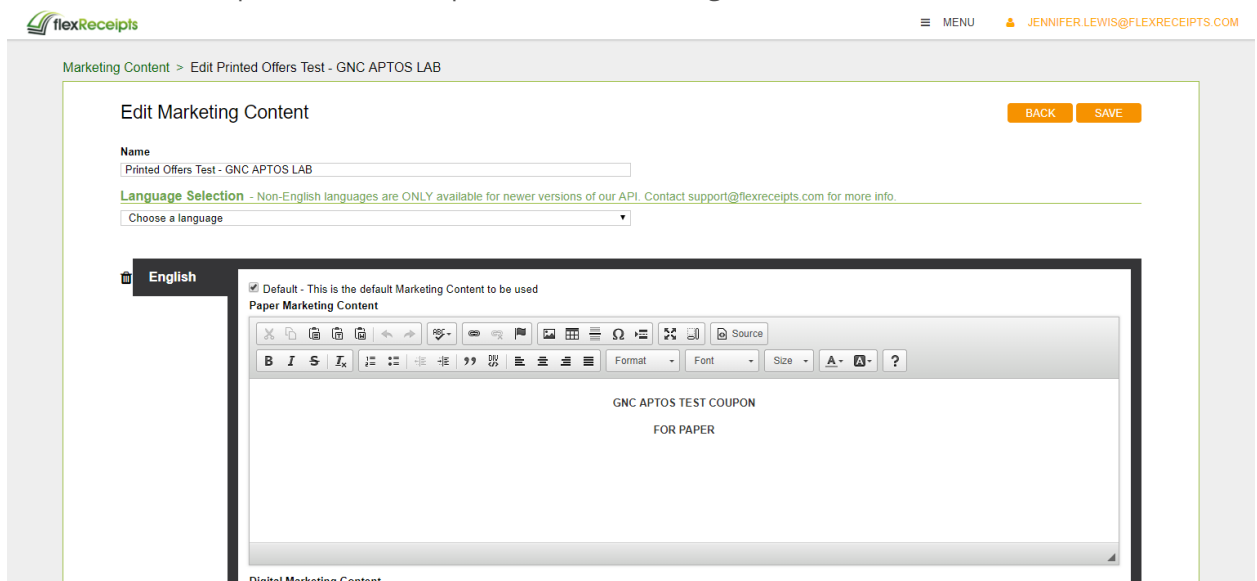 flexReceipts
MENU
JENNIFER.LEWIS@FLEXRECEIPTS.COM
Marketing Content > Edit Printed Offers Test - GNC APTOS LAB
Edit Marketing Content
BACK SAVE
Name
Printed Offers Test - GNC APTOS LAB
Language Selection - Non-English languages are ONLY available for newer versions of our API. Contact support@flexreceipts.com for more info.
Choose a language
English
Default - This is the default Marketing Content to be used
Paper Marketing Content
Source
Format Font Size
GNC APTOS TEST COUPON
FOR PAPER
Digital Marketing Content